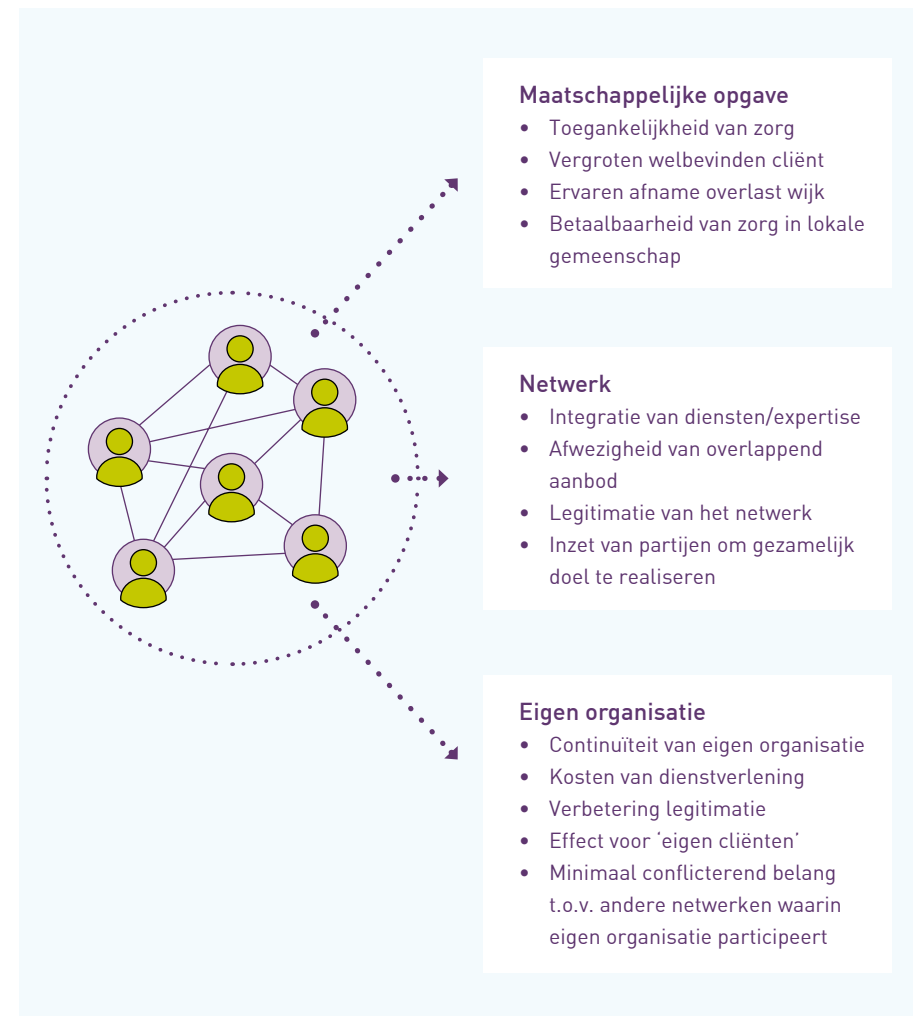 Maatschappelijke opgave
• Toegankelijkheid van zorg
• Vergroten welbevinden cliënt
• Ervaren afname overlast wijk
• Betaalbaarheid van zorg in lokale
gemeenschap
Netwerk
• Integratie van diensten/expertise
• Afwezigheid van overlappend
aanbod
• Legitimatie van het netwerk
• Inzet van partijen om gezamelijk
doel te realiseren
Eigen organisatie
• Continuïteit van eigen organisatie
• Kosten van dienstverlening
• Verbetering legitimatie
• Effect voor ‘eigen cliënten’
• Minimaal conflicterend belang
t.o.v. andere netwerken waarin
eigen organisatie participeert